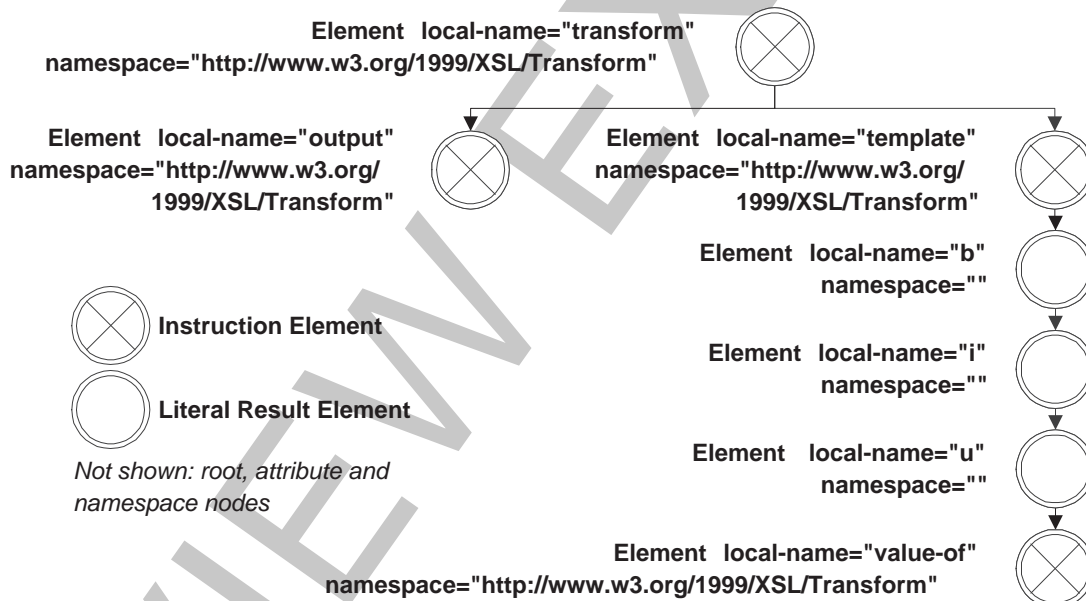 Element local-name="transform"
namespace="http://www.w3.org/1999/XSL/Transform"
Element local-name="output"
namespace="http://www.w3.org/
1999/XSL/Transform"
Element local-name="template"
namespace="http://www.w3.org/
1999/XSL/Transform"
Element local-name="b"
namespace=""
Instruction Element
Element local-name="i"
namespace=""
Literal Result Element
Element local-name="u"
namespace=""
Not shown: root, attribute and
namespace nodes
Element local-name="value-of"
namespace="http://www.w3.org/1999/XSL/Transform"